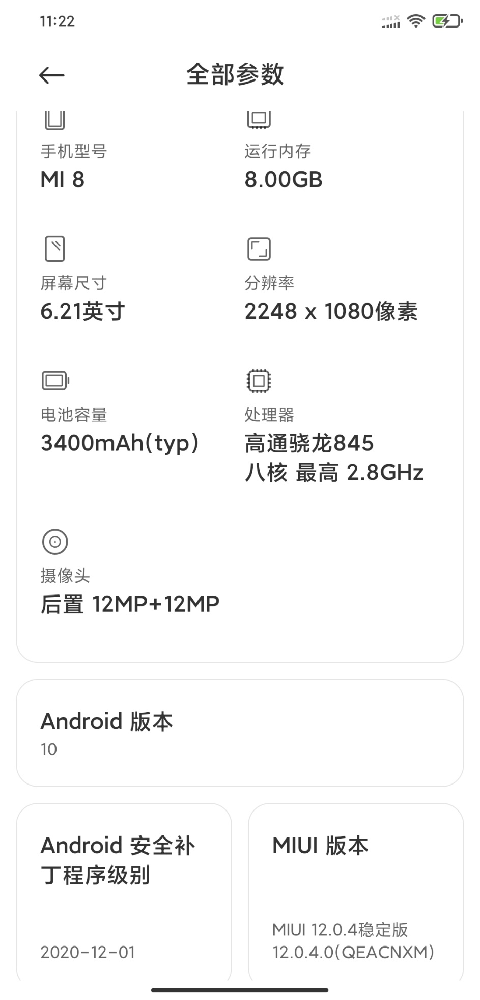 11:22
全部参数
手机型号
MI 8
运行内存
8.00GB
屏幕尺寸
6.21英寸
分辨率
2248 x 1080像素
电池容量
3400mAh(typ)
处理器
高通骁龙845
八核 最高 2.8GHz
摄像头
后置 12MP+12MP
Android 版本
10
Android 安全补
丁程序级别
2020-12-01
MIUI 版本
MIUI 12.0.4稳定版
12.0.4.0(QEACNXM)